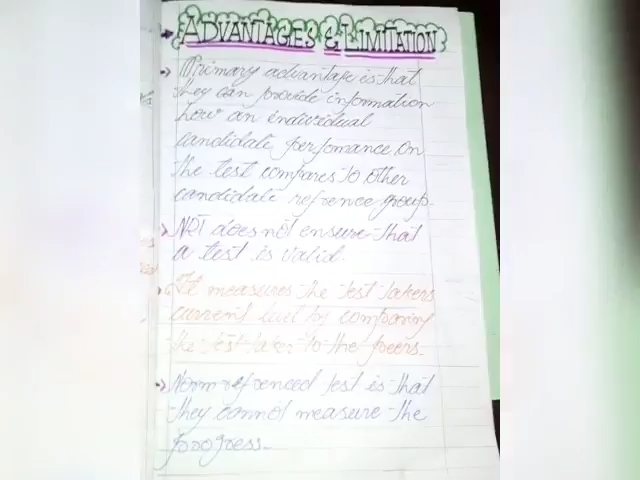 ADVANTAGES & LIMITATION
Primary advantage is that
they can provide information
how an individual
candidate perfomance on
the test compares to other
candidate refrence group.
NRT does not ensure that
a test is valid.
It measures the test takers
current level by comparing
the test taker to the peers.
Norm refrenced test is that
they cannot measure the
progress.